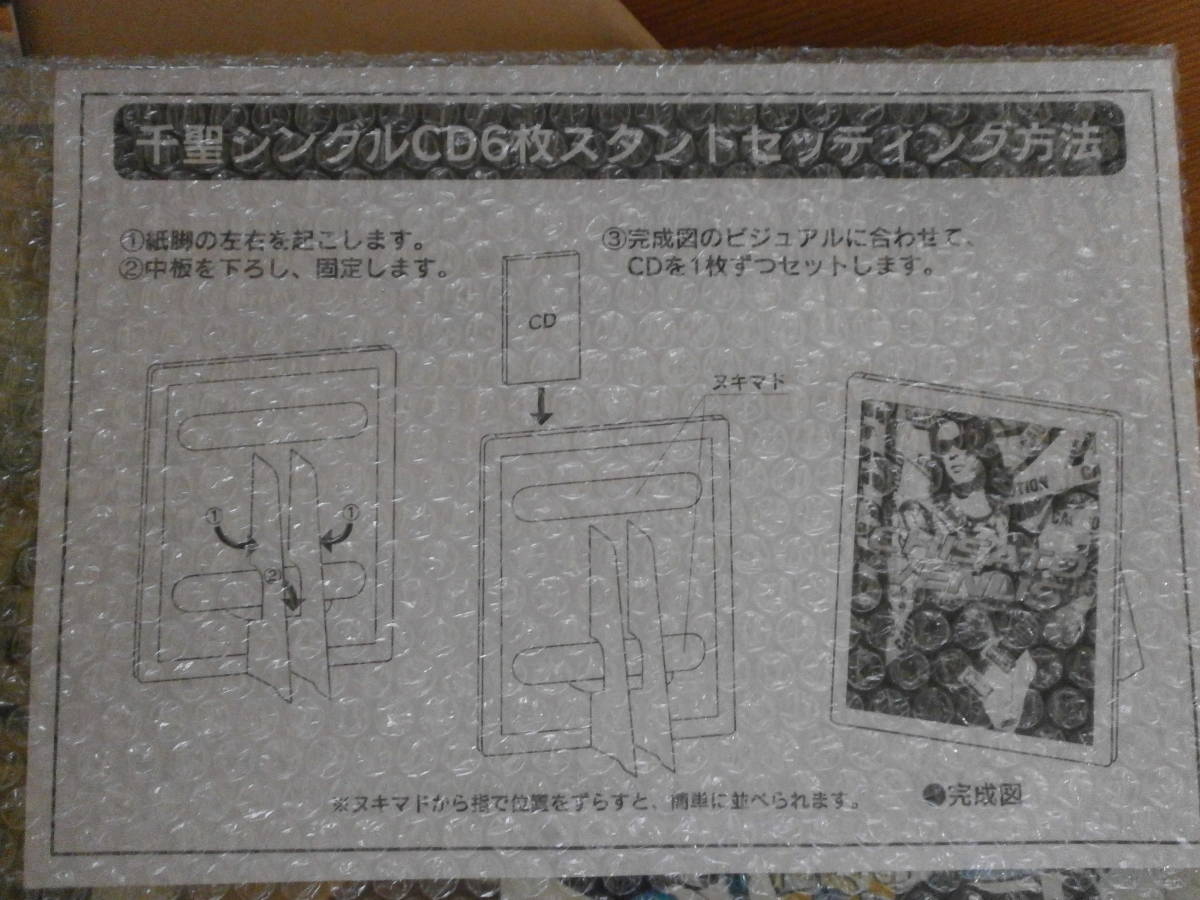 千聖シングルCD6枚スタンドセッティング方法
①紙脚の左右を起こします。
②中板を下ろし、固定します。
③完成図のビジュアルに合わせて、
CDを1枚ずつセットします。
CD
ヌキマド
①
①
②
TION
※ヌキマドから指で位置をずらすと、簡単に並べられます。
完成図